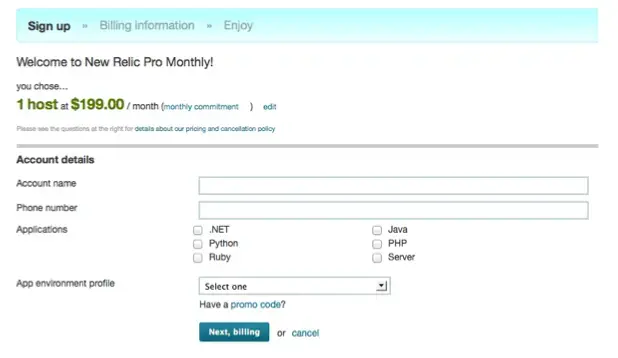 Sign up » Billing information » Enjoy
Welcome to New Relic Pro Monthly!
you chose...
1 host at $199.00 / month (monthly commitment ) edit
Please see the questions at the right for details about our pricing and cancellation policy
Account details
Account name
Phone number
Applications .NET Java
Python PHP
Ruby Server
App environment profile Select one
Have a promo code?
Next, billing or cancel